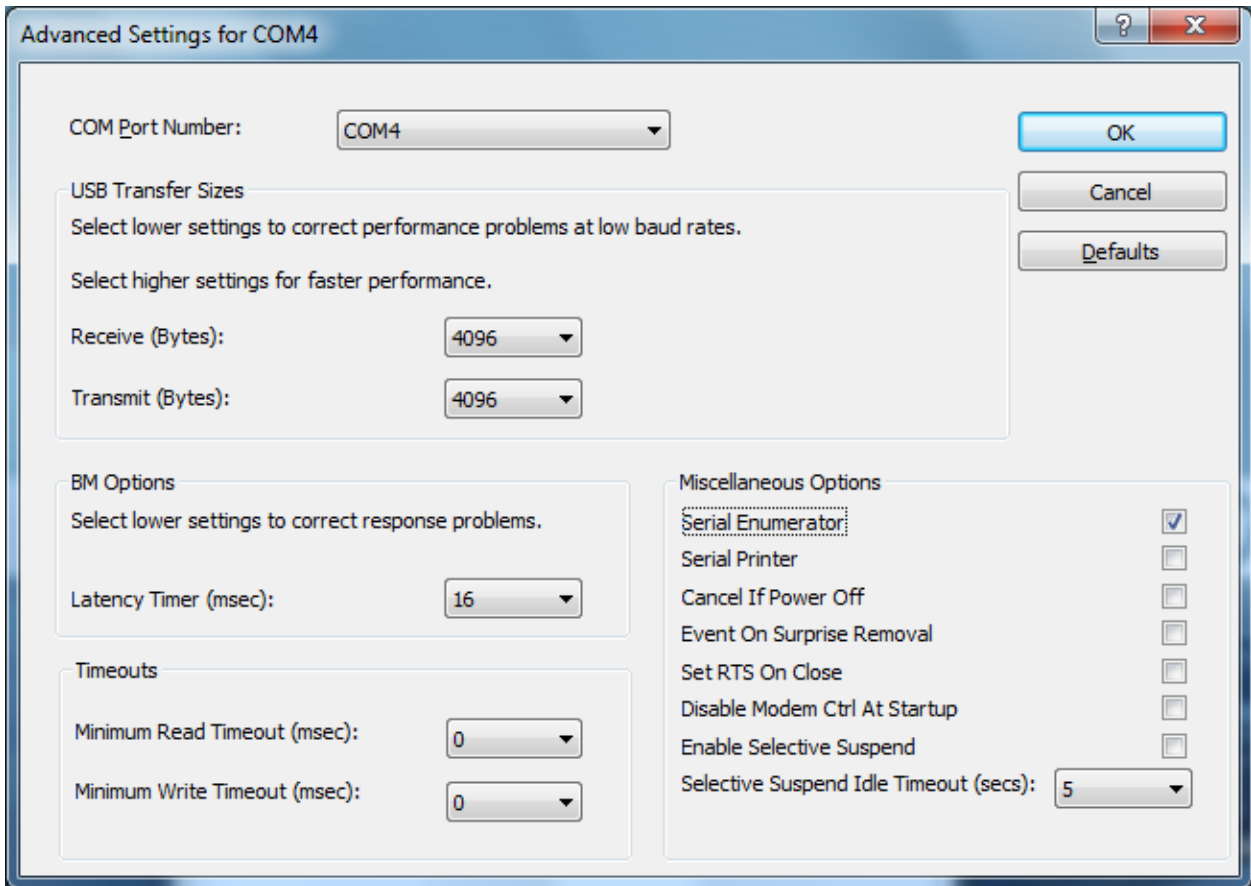 Advanced Settings for COM4
?
X
COM Port Number: COM4
OK
USB Transfer Sizes
Cancel
Select lower settings to correct performance problems at low baud rates.
Defaults
Select higher settings for faster performance.
Receive (Bytes): 4096
Transmit (Bytes): 4096
BM Options
Select lower settings to correct response problems.
Latency Timer (msec): 16
Timeouts
Minimum Read Timeout (msec): 0
Minimum Write Timeout (msec): 0
Miscellaneous Options
Serial Enumerator
Serial Printer
Cancel If Power Off
Event On Surprise Removal
Set RTS On Close
Disable Modem Ctrl At Startup
Enable Selective Suspend
Selective Suspend Idle Timeout (secs): 5